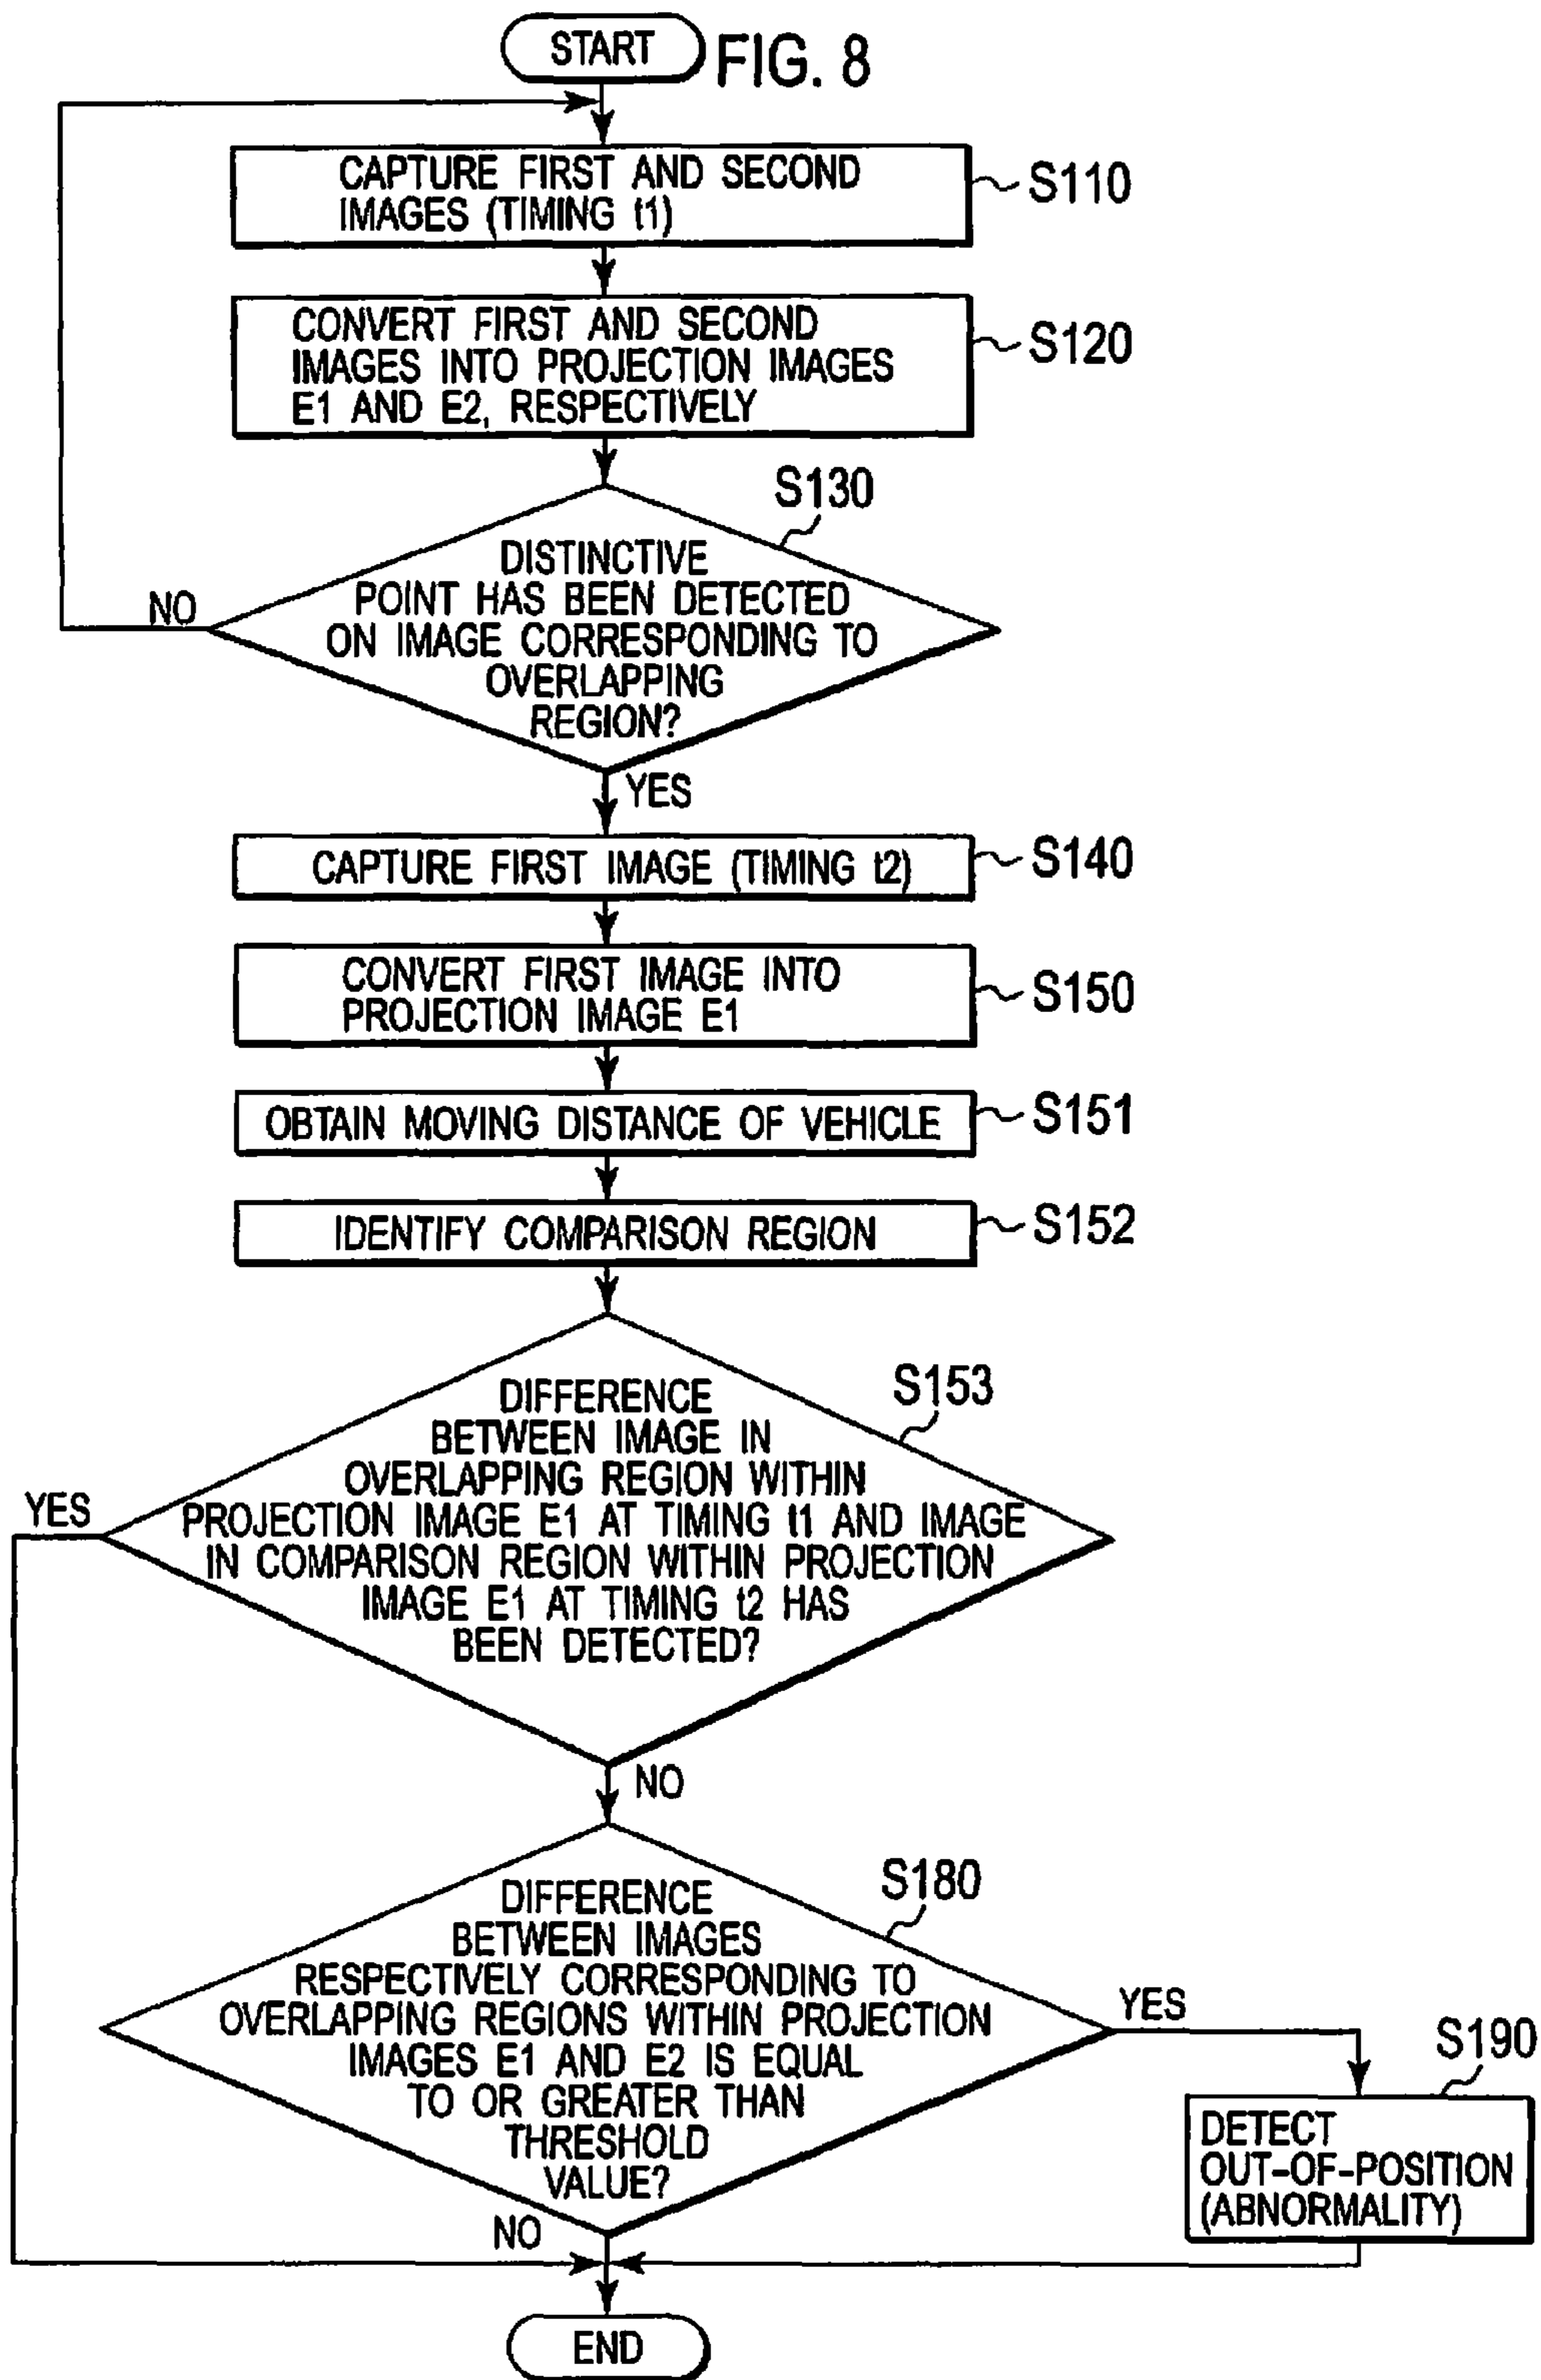 START
FIG. 8
CAPTURE FIRST AND SECOND
IMAGES (TIMING t1)
S110
CONVERT FIRST AND SECOND
IMAGES INTO PROJECTION IMAGES
E1 AND E2, RESPECTIVELY
S120
S130
DISTINCTIVE
POINT HAS BEEN DETECTED
ON IMAGE CORRESPONDING TO
OVERLAPPING
REGION?
NO
YES
CAPTURE FIRST IMAGE (TIMING t2)
S140
CONVERT FIRST IMAGE INTO
PROJECTION IMAGE E1
S150
OBTAIN MOVING DISTANCE OF VEHICLE
S151
IDENTIFY COMPARISON REGION
S152
S153
DIFFERENCE
BETWEEN IMAGE IN
OVERLAPPING REGION WITHIN
PROJECTION IMAGE E1 AT TIMING t1 AND IMAGE
IN COMPARISON REGION WITHIN PROJECTION
IMAGE E1 AT TIMING t2 HAS
BEEN DETECTED?
YES
NO
S180
DIFFERENCE
BETWEEN IMAGES
RESPECTIVELY CORRESPONDING TO
OVERLAPPING REGIONS WITHIN PROJECTION
IMAGES E1 AND E2 IS EQUAL
TO OR GREATER THAN
THRESHOLD
VALUE?
YES
S190
DETECT
OUT-OF-POSITION
(ABNORMALITY)
NO
END